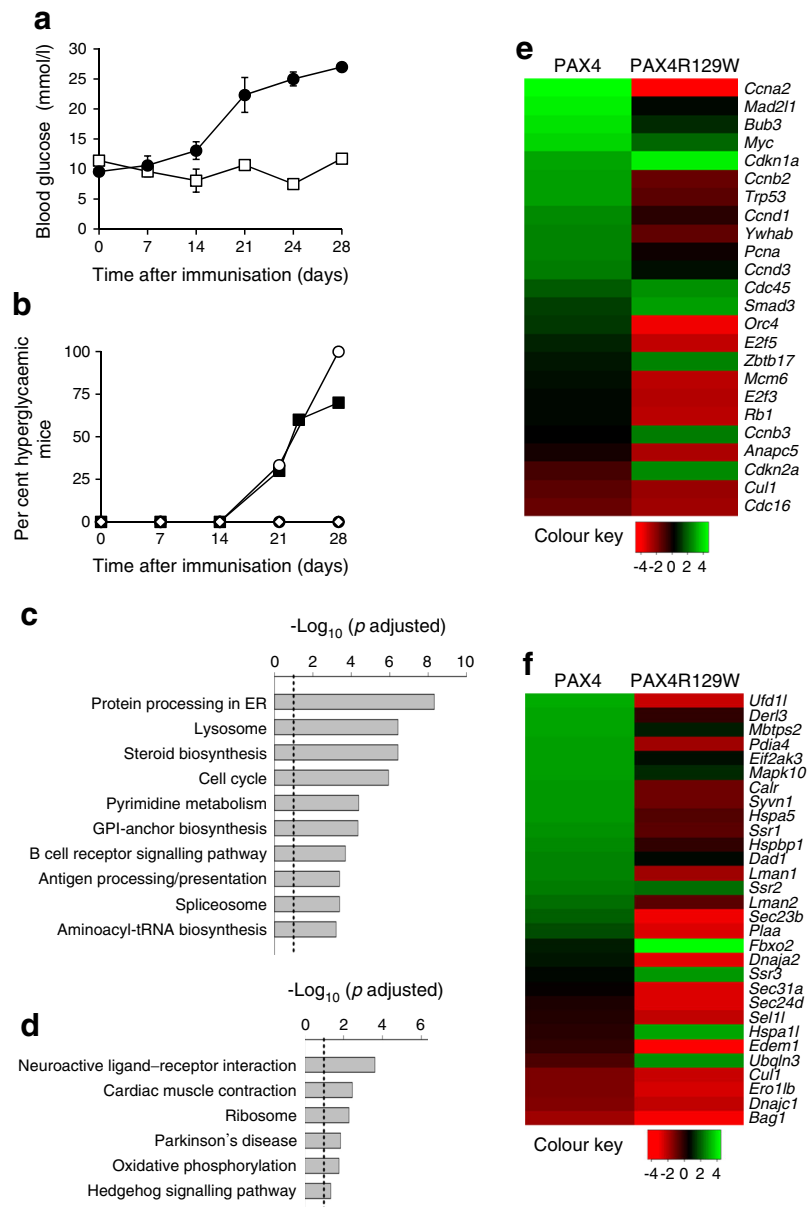 a
Blood glucose (mmol/l)
30
25
20
15
10
5
0
0 7 14 21 24 28
Time after immunisation (days)
b
Per cent hyperglycaemic
mice
100
75
50
25
0
0 7 14 21 28
Time after immunisation (days)
c
-Log10 (p adjusted)
0 2 4 6 8 10
Protein processing in ER
Lysosome
Steroid biosynthesis
Cell cycle
Pyrimidine metabolism
GPI-anchor biosynthesis
B cell receptor signalling pathway
Antigen processing/presentation
Spliceosome
Aminoacyl-tRNA biosynthesis
d
-Log10 (p adjusted)
0 2 4 6
Neuroactive ligand–receptor interaction
Cardiac muscle contraction
Ribosome
Parkinson's disease
Oxidative phosphorylation
Hedgehog signalling pathway
e
PAX4 PAX4R129W
Ccna2
Mad2l1
Bub3
Myc
Cdkn1a
Ccnb2
Trp53
Ccnd1
Ywhab
Pcna
Ccnd3
Cdc45
Smad3
Orc4
E2f5
Zbtb17
Mcm6
E2f3
Rb1
Ccnb3
Anapc5
Cdkn2a
Cul1
Cdc16
Colour key
-4 -2 0 2 4
f
PAX4 PAX4R129W
Ufd1l
Derl3
Mbtps2
Pdia4
Eif2ak3
Mapk10
Calr
Syvn1
Hspa5
Ssr1
Hspbp1
Dad1
Lman1
Ssr2
Lman2
Sec23b
Plaa
Fbxo2
Dnaja2
Ssr3
Sec31a
Sec24d
Sel1l
Hspa1l
Edem1
Ubqln3
Cul1
Ero1lb
Dnajc1
Bag1
Colour key
-4 -2 0 2 4